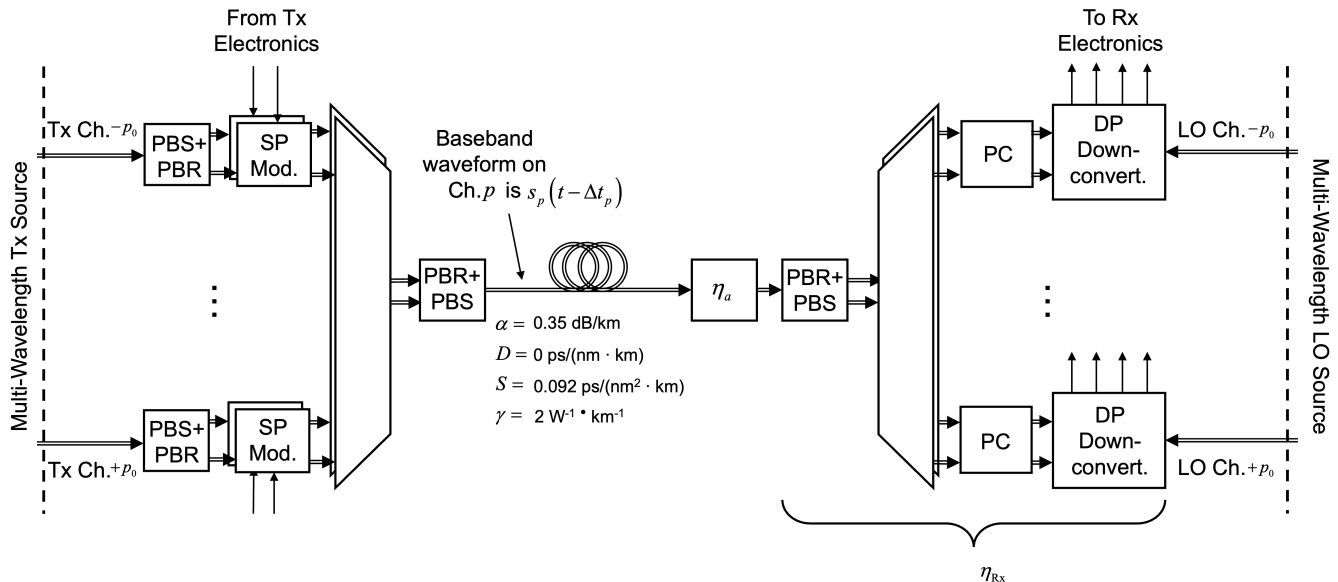 From Tx
Electronics
To Rx
Electronics
Multi-Wavelength Tx Source
Tx Ch.-p₀
PBS+
PBR
SP
Mod.
Baseband
waveform on
Ch.p is sₚ(t − Δtₚ)
PC
DP
Down-
convert.
LO Ch.-p₀
Multi-Wavelength LO Source
PBR+
PBS
ηₐ
PBR+
PBS
α = 0.35 dB/km
D = 0 ps/(nm · km)
S = 0.092 ps/(nm² · km)
γ = 2 W⁻¹ • km⁻¹
⋮
⋮
PBS+
PBR
Tx Ch.+p₀
SP
Mod.
PC
DP
Down-
convert.
LO Ch.+p₀
η_Rx